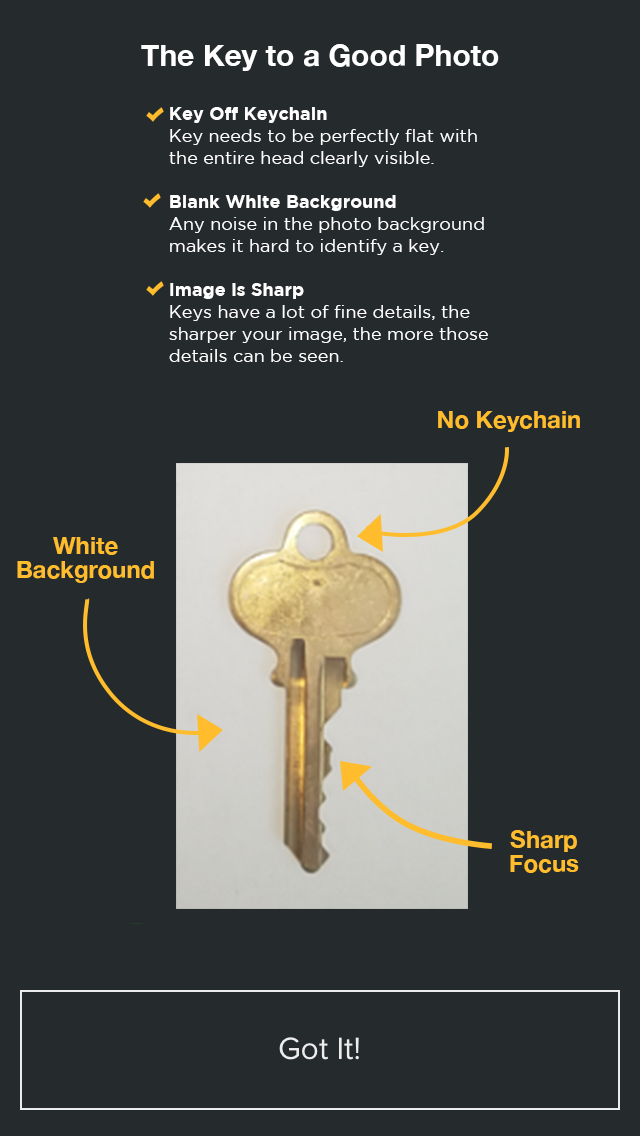 The Key to a Good Photo
Key Off Keychain
Key needs to be perfectly flat with
the entire head clearly visible.
Blank White Background
Any noise in the photo background
makes it hard to identify a key.
Image Is Sharp
Keys have a lot of fine details, the
sharper your image, the more those
details can be seen.
No Keychain
White
Background
Sharp
Focus
Got It!